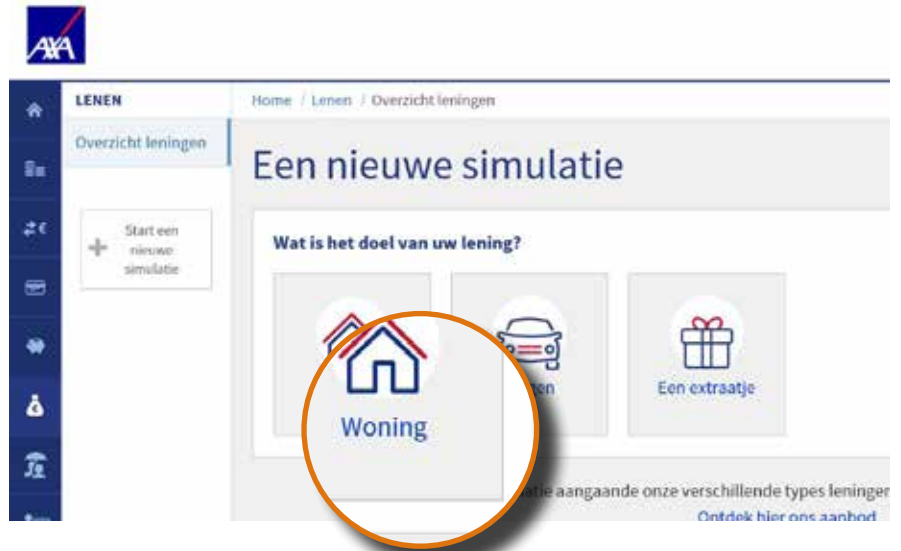 AXA
LENEN
Overzicht leningen
Start een
nieuwe
simulatie
Home / Lenen / Overzicht leningen
Een nieuwe simulatie
Wat is het doel van uw lening?
Woning
Een extraatje
aangaande onze verschillende types leningen
Ontdek hier ons aanbod